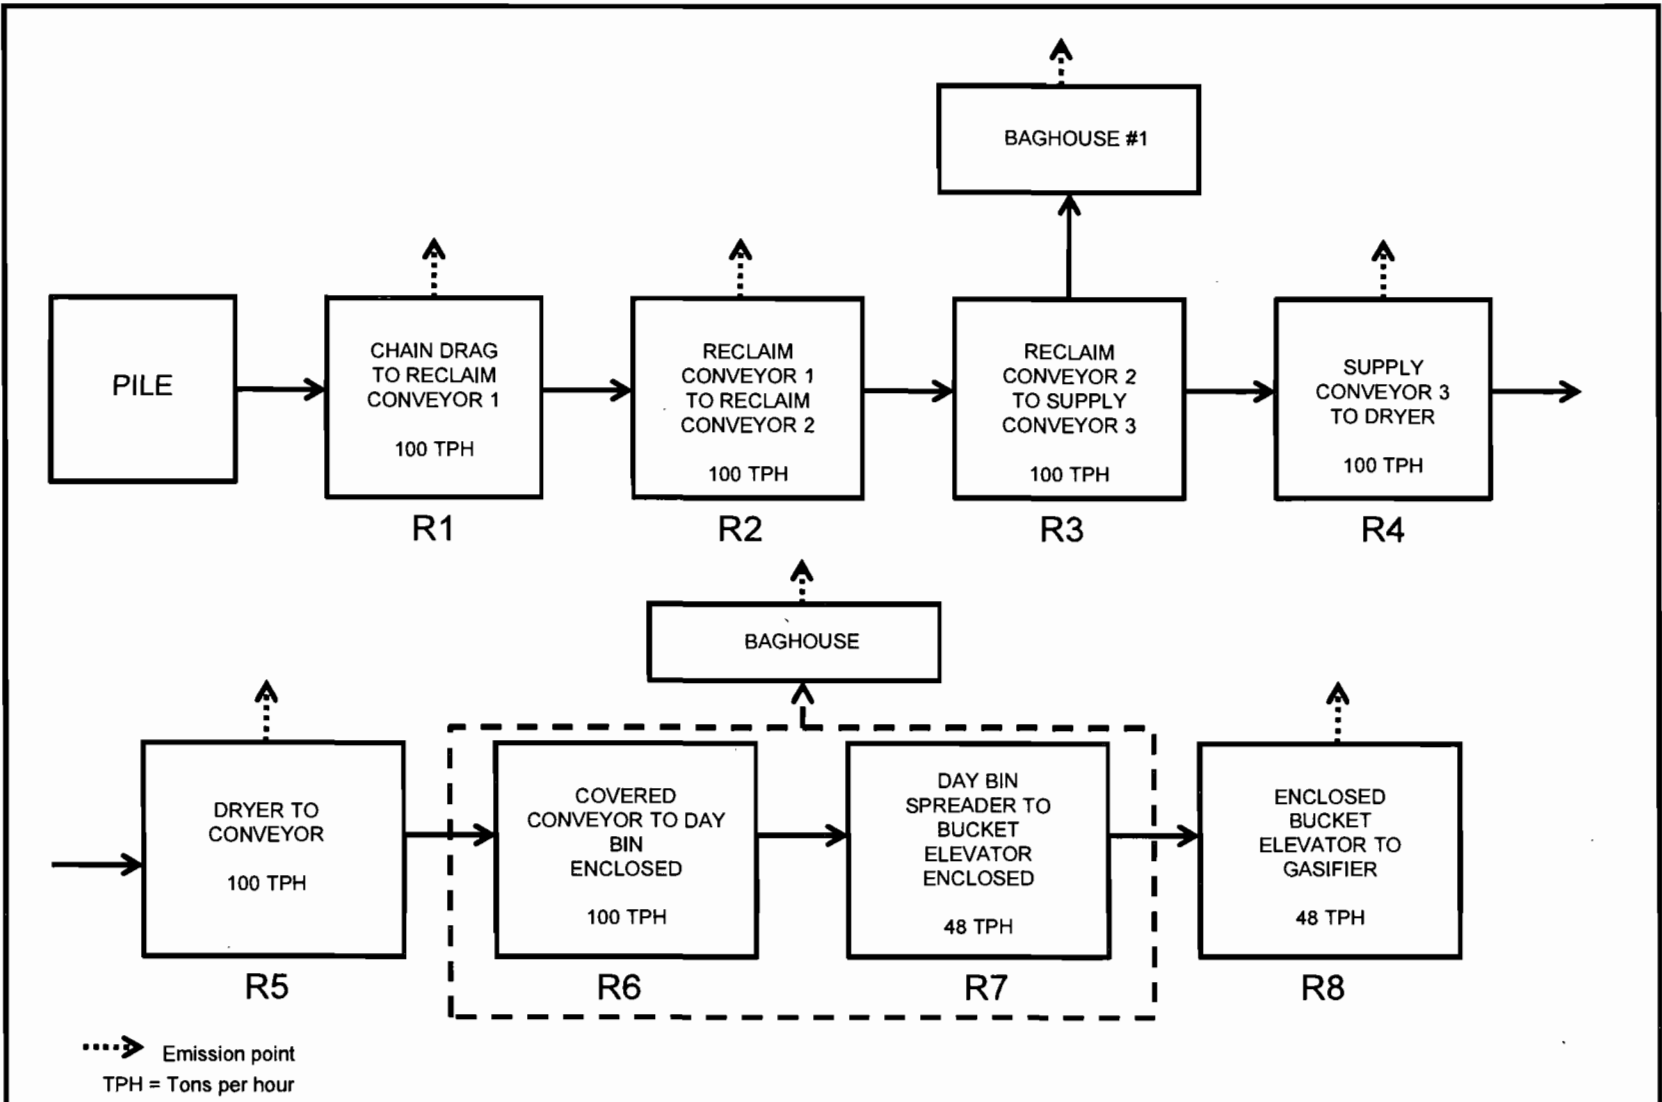 BAGHOUSE #1
PILE
CHAIN DRAG
TO RECLAIM
CONVEYOR 1
100 TPH
R1
RECLAIM
CONVEYOR 1
TO RECLAIM
CONVEYOR 2
100 TPH
R2
RECLAIM
CONVEYOR 2
TO SUPPLY
CONVEYOR 3
100 TPH
R3
SUPPLY
CONVEYOR 3
TO DRYER
100 TPH
R4
BAGHOUSE
DRYER TO
CONVEYOR
100 TPH
R5
COVERED
CONVEYOR TO DAY
BIN
ENCLOSED
100 TPH
R6
DAY BIN
SPREADER TO
BUCKET
ELEVATOR
ENCLOSED
48 TPH
R7
ENCLOSED
BUCKET
ELEVATOR TO
GASIFIER
48 TPH
R8
Emission point
TPH = Tons per hour